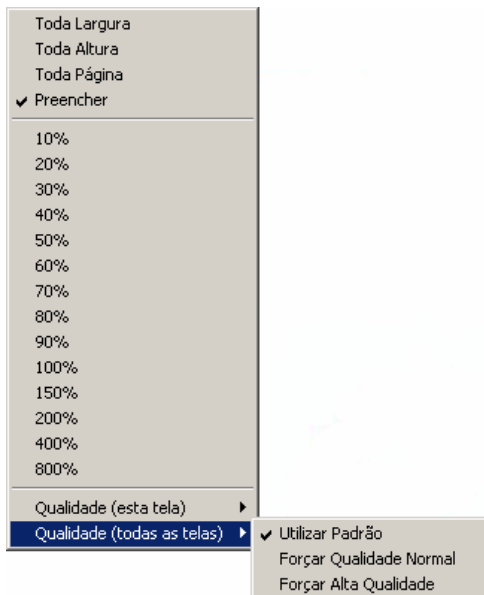 Toda Largura
Toda Altura
Toda Página
Preencher
10%
20%
30%
40%
50%
60%
70%
80%
90%
100%
150%
200%
400%
800%
Qualidade (esta tela)
Qualidade (todas as telas)
Utilizar Padrão
Forçar Qualidade Normal
Forçar Alta Qualidade